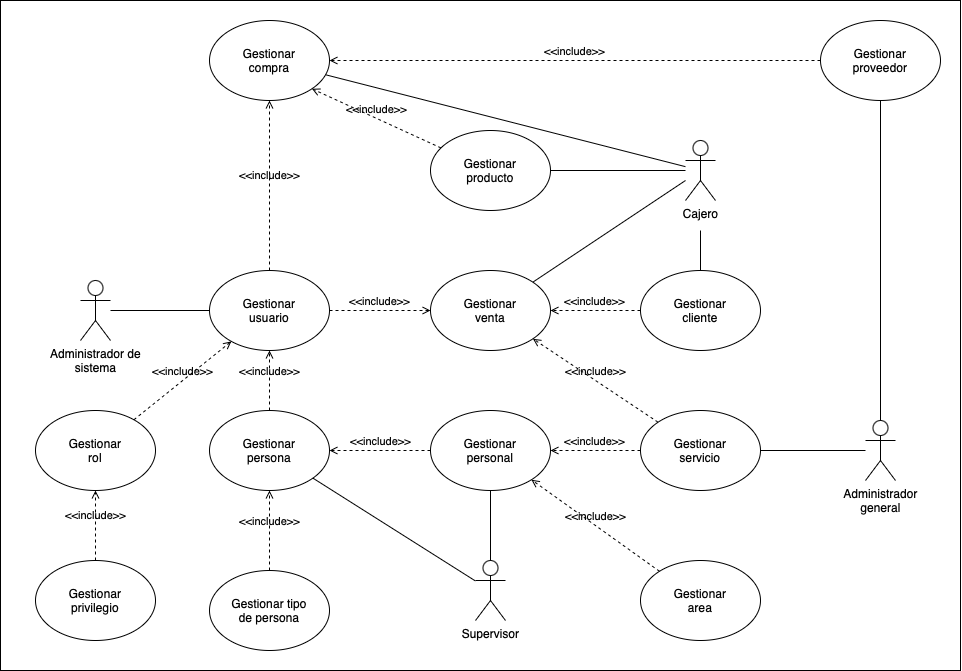 Gestionar
compra
<<include>>
Gestionar
proveedor
<<include>>
Gestionar
producto
<<include>>
Cajero
Gestionar
usuario
<<include>>
Gestionar
venta
<<include>>
Gestionar
cliente
Administrador de
sistema
<<include>>
<<include>>
<<include>>
Gestionar
rol
Gestionar
persona
<<include>>
Gestionar
personal
<<include>>
Gestionar
servicio
Administrador
general
<<include>>
<<include>>
<<include>>
Gestionar
privilegio
Gestionar tipo
de persona
Supervisor
Gestionar
area